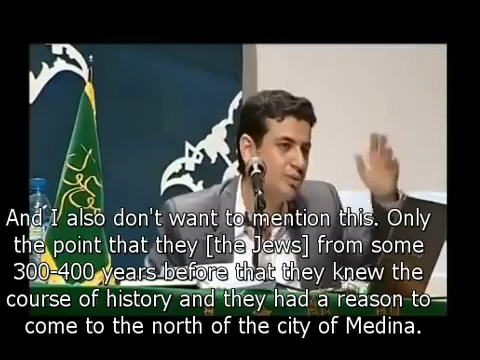 And I also don't want to mention this. Only
the point that they [the Jews] from some
300-400 years before that they knew the
course of history and they had a reason to
come to the north of the city of Medina.